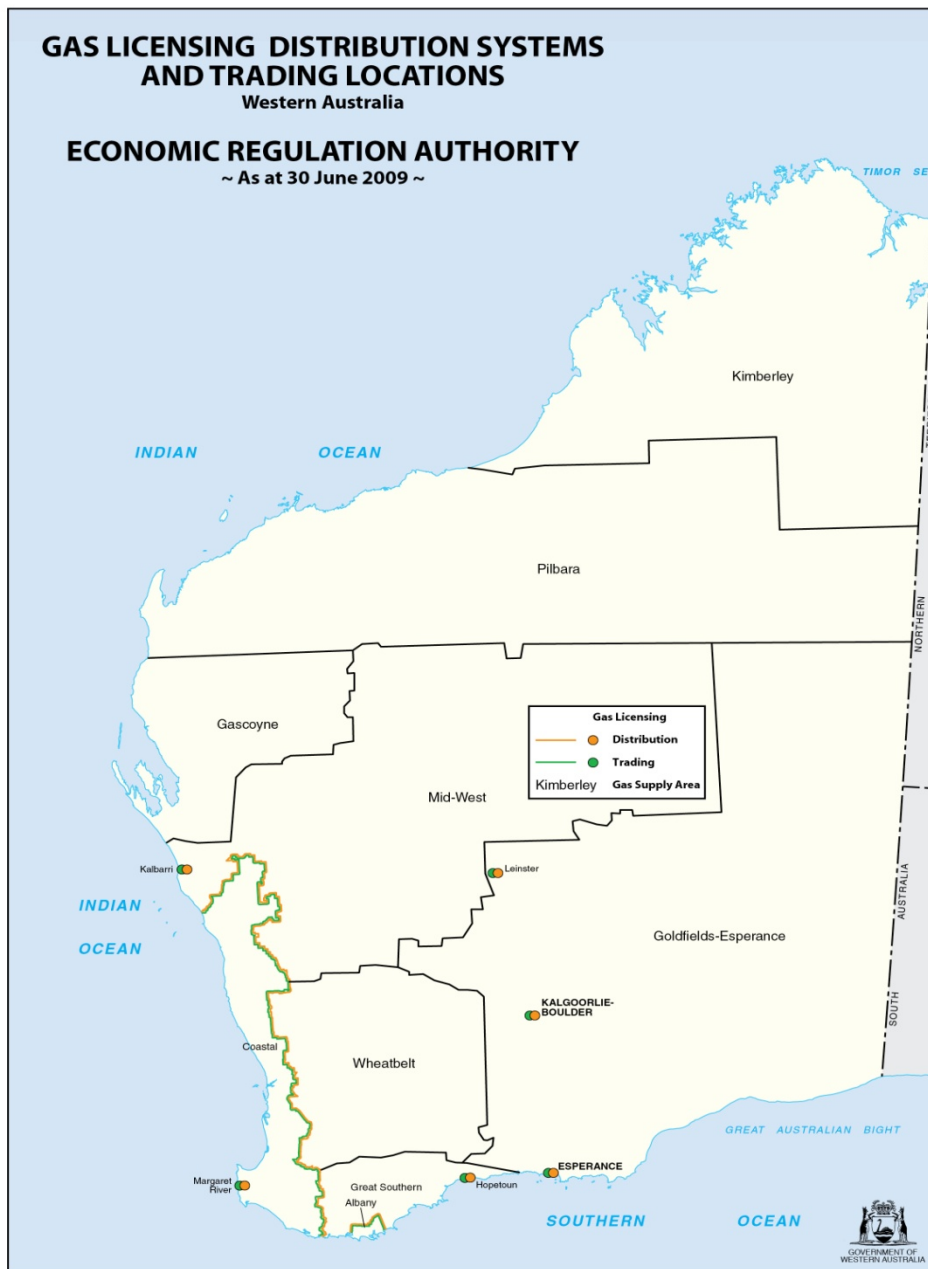 GAS LICENSING DISTRIBUTION SYSTEMS
AND TRADING LOCATIONS
Western Australia
ECONOMIC REGULATION AUTHORITY
~ As at 30 June 2009 ~
TIMOR SE
Kimberley
INDIAN OCEAN
Pilbara
NORTHERN
Gascoyne
Gas Licensing
Distribution
Trading
Kimberley Gas Supply Area
Mid-West
Kalbarri
Leinster
INDIAN
OCEAN
Goldfields-Esperance
SOUTH AUSTRALIA
KALGOORLIE-
BOULDER
Coastal
Wheatbelt
GREAT AUSTRALIAN BIGHT
ESPERANCE
Margaret
River
Great Southern
Hopetoun
Albany
SOUTHERN OCEAN
GOVERNMENT OF
WESTERN AUSTRALIA